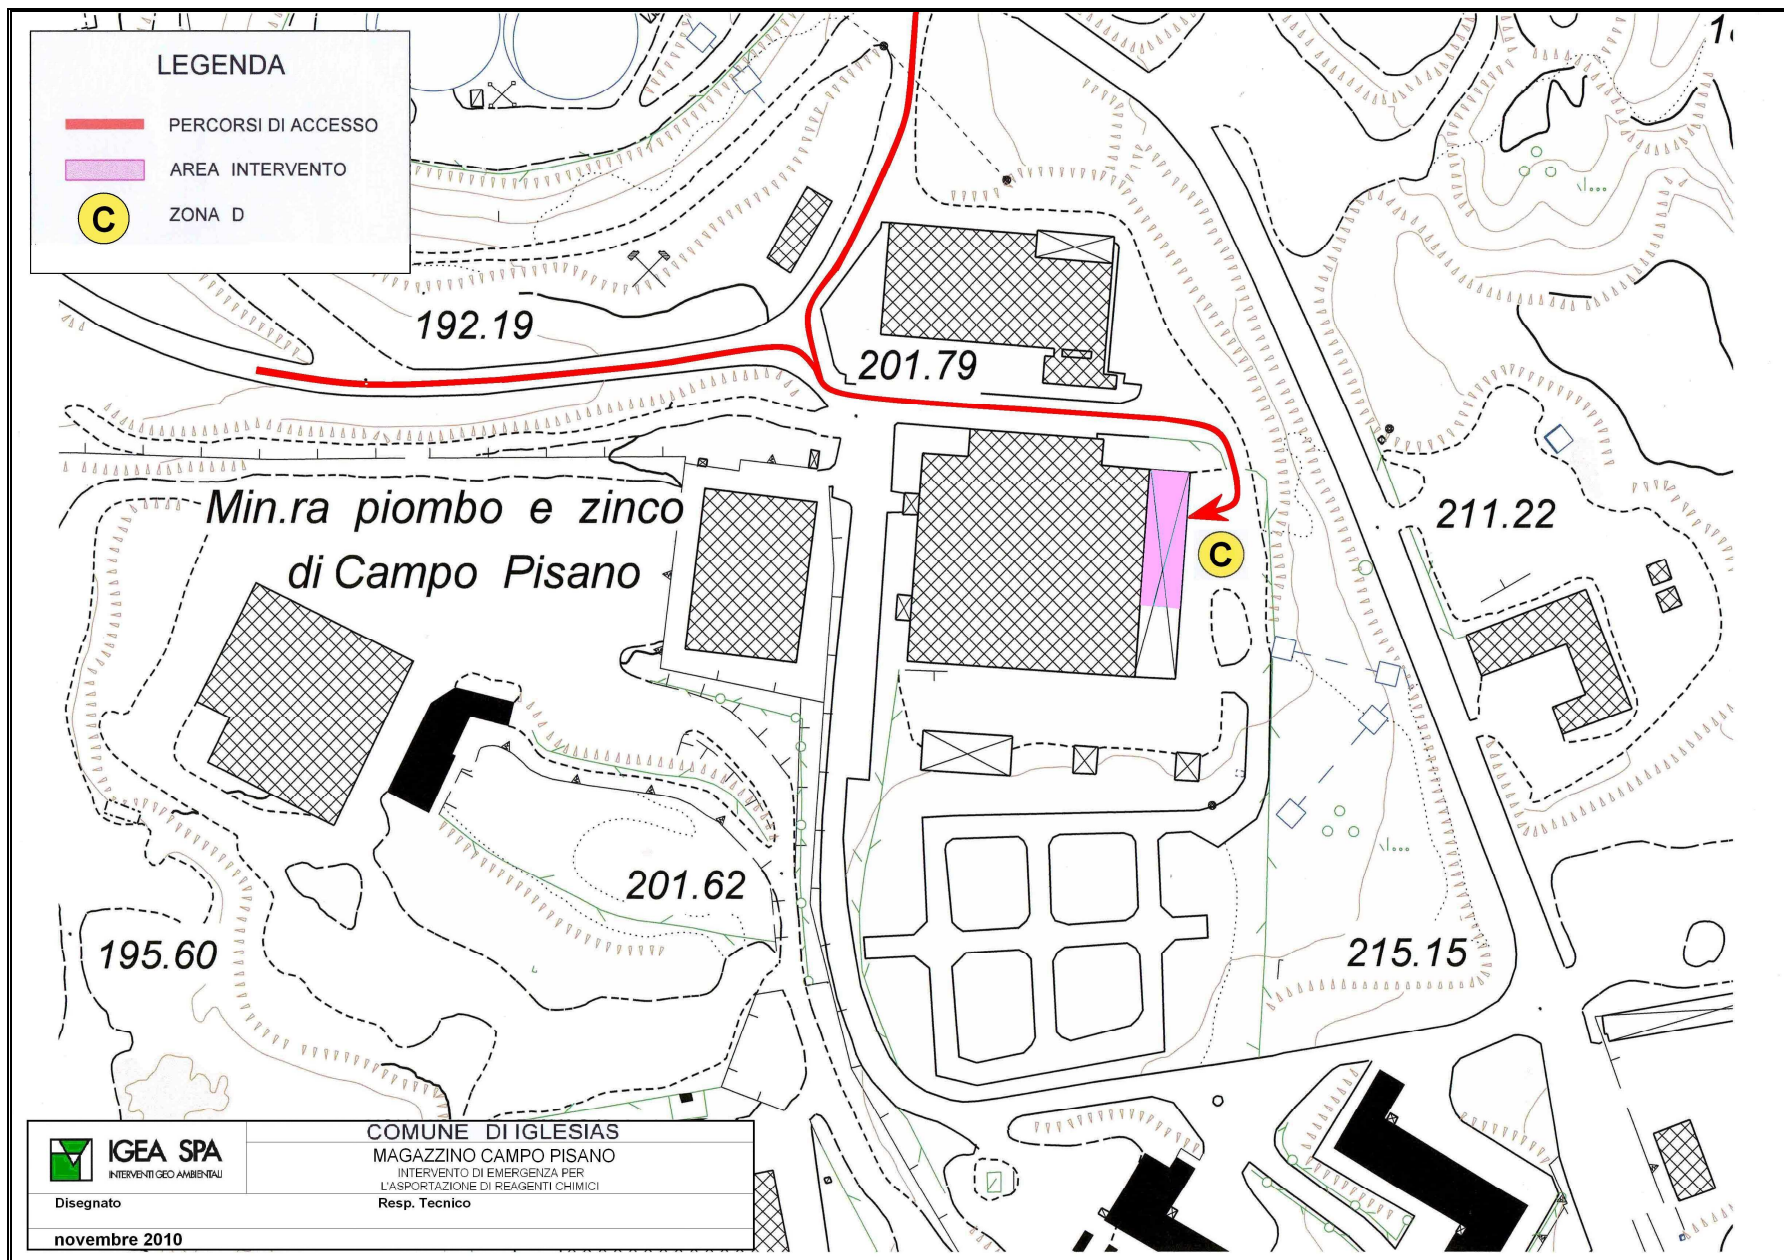 LEGENDA
PERCORSI DI ACCESSO
AREA INTERVENTO
C ZONA D
192.19
201.79
Min.ra piombo e zinco
di Campo Pisano
211.22
C
201.62
195.60
215.15
IGEA SPA
INTERVENTI GEO AMBIENTALI
COMUNE DI IGLESIAS
MAGAZZINO CAMPO PISANO
INTERVENTO DI EMERGENZA PER
L'ASPORTAZIONE DI REAGENTI CHIMICI
Disegnato
Resp. Tecnico
novembre 2010